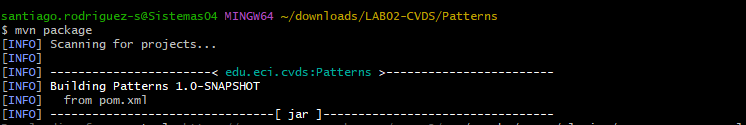 santiago.rodriguez-s@Sistemas04 MINGW64 ~/downloads/LAB02-CVDS/Patterns
$ mvn package
[INFO] Scanning for projects...
[INFO]
[INFO] -----------------------< edu.eci.cvds:Patterns >------------------------
[INFO] Building Patterns 1.0-SNAPSHOT
[INFO]   from pom.xml
[INFO] --------------------------------[ jar ]---------------------------------